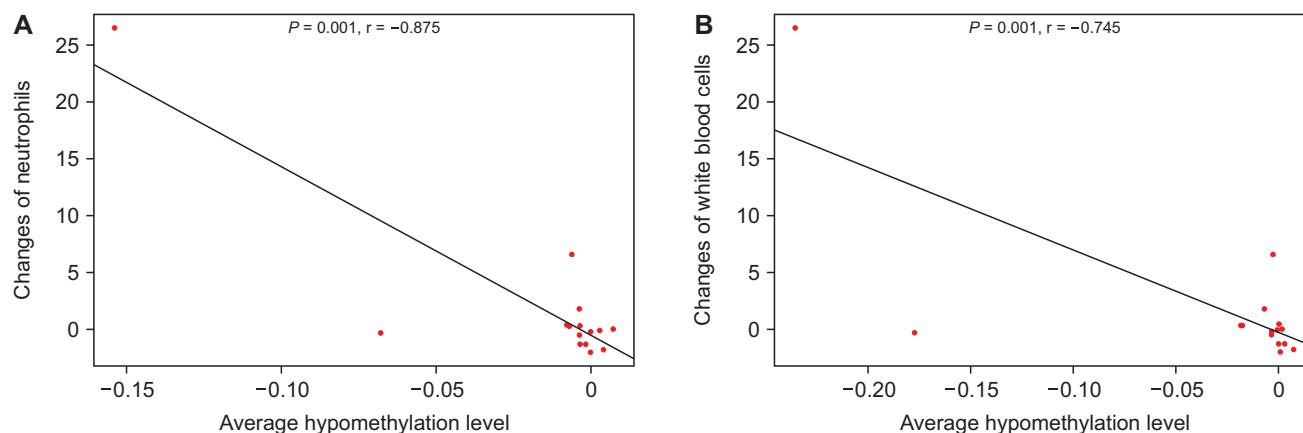 A
P = 0.001, r = −0.875
Changes of neutrophils
25
20
15
10
5
0
−0.15
−0.10
−0.05
0
Average hypomethylation level
B
P = 0.001, r = −0.745
Changes of white blood cells
25
20
15
10
5
0
−0.20
−0.10
−0.05
0
Average hypomethylation level